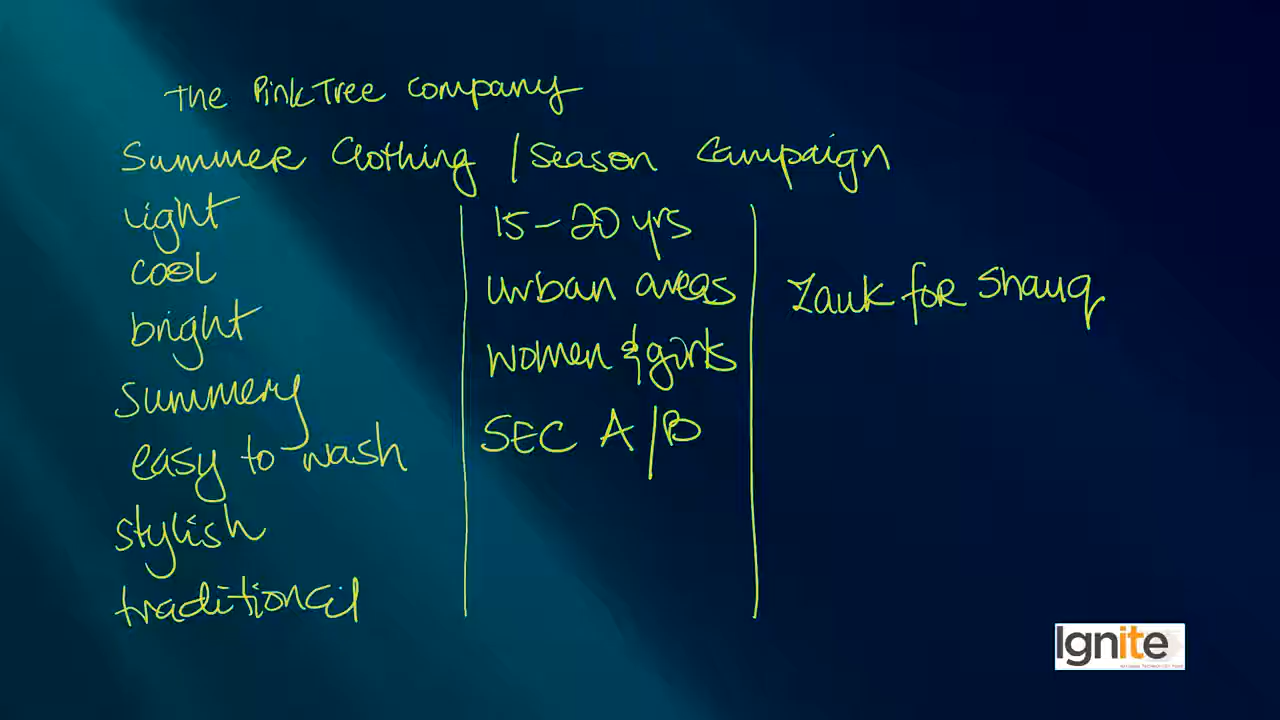 The PinkTree Company
Summer Clothing / Season Campaign
light
cool
bright
summery
easy to wash
stylish
traditional
15-20 yrs
urban areas
women & girls
SEC A/B
Zauk for Shauq
Ignite